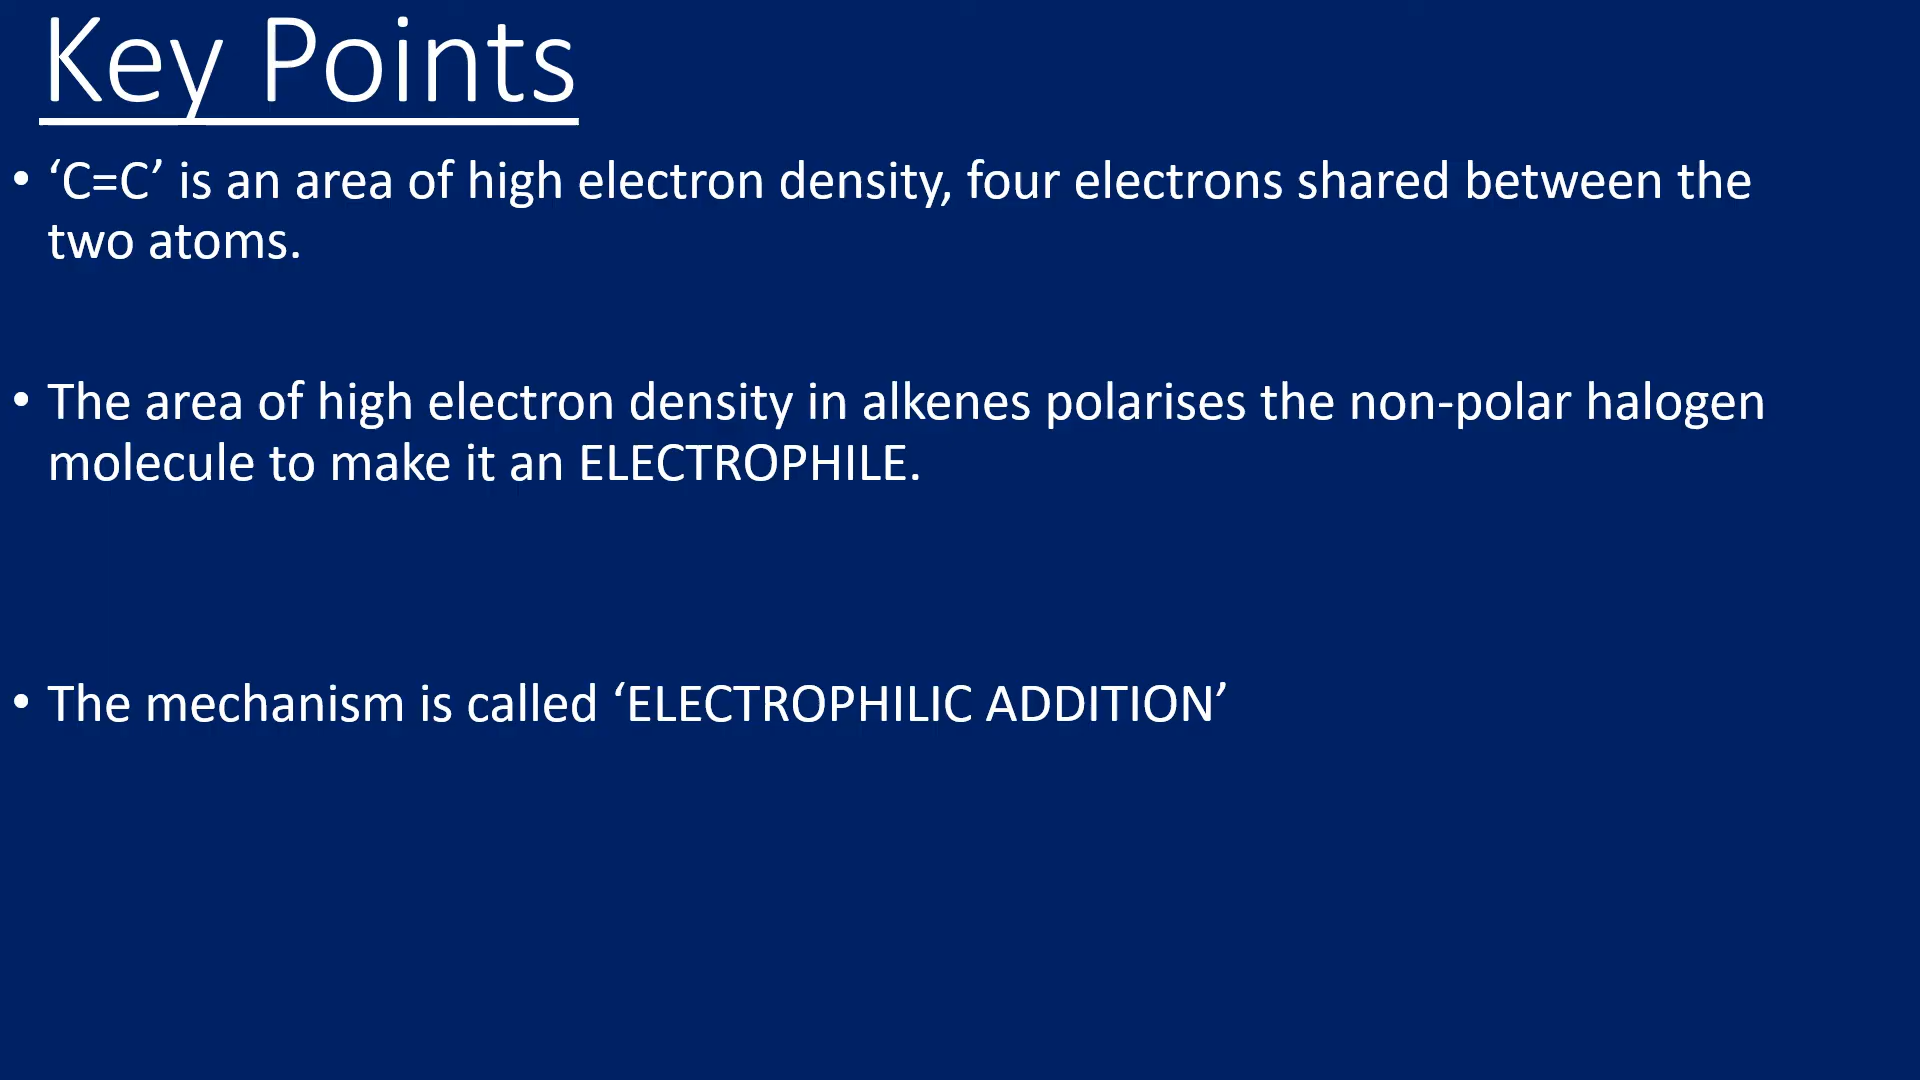 Key Points
• ‘C=C’ is an area of high electron density, four electrons shared between the
two atoms.
• The area of high electron density in alkenes polarises the non-polar halogen
molecule to make it an ELECTROPHILE.
• The mechanism is called ‘ELECTROPHILIC ADDITION’